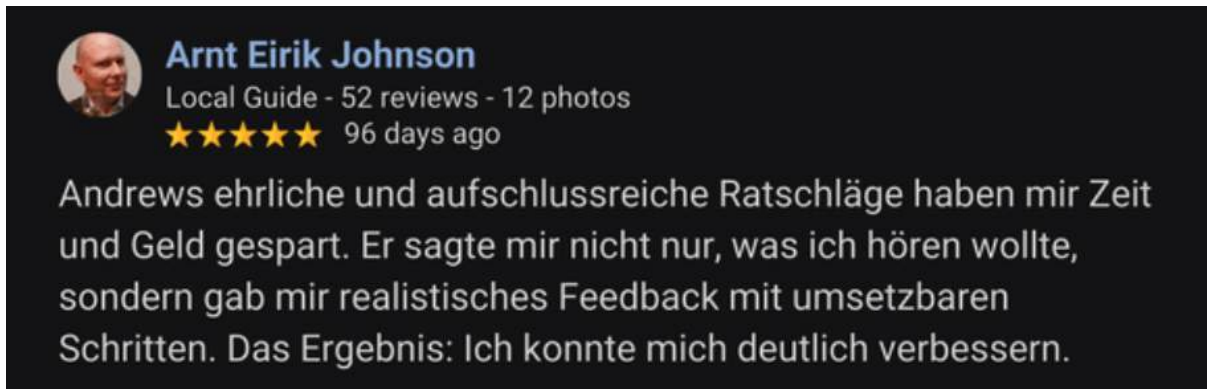 Arnt Eirik Johnson
Local Guide - 52 reviews - 12 photos
96 days ago
Andrews ehrliche und aufschlussreiche Ratschläge haben mir Zeit
und Geld gespart. Er sagte mir nicht nur, was ich hören wollte,
sondern gab mir realistisches Feedback mit umsetzbaren
Schritten. Das Ergebnis: Ich konnte mich deutlich verbessern.